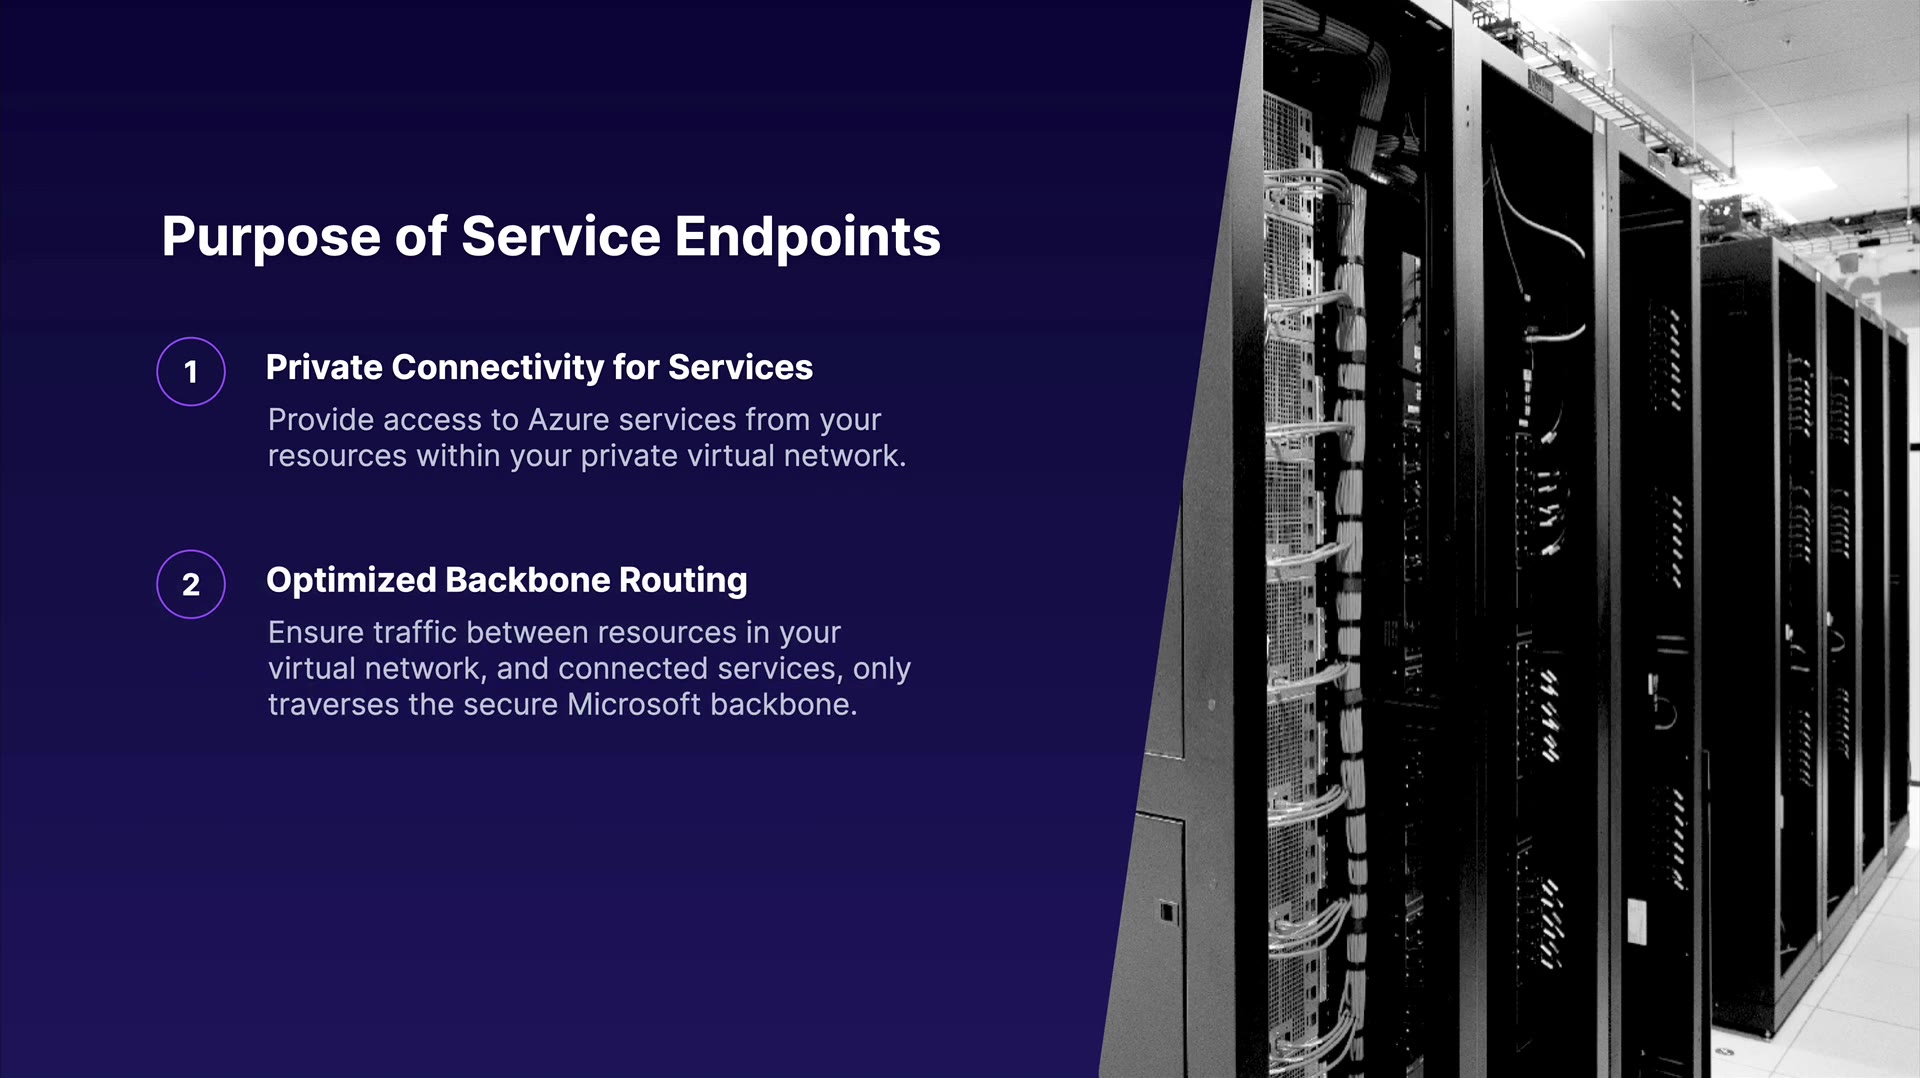 Purpose of Service Endpoints
1
Private Connectivity for Services
Provide access to Azure services from your
resources within your private virtual network.
2
Optimized Backbone Routing
Ensure traffic between resources in your
virtual network, and connected services, only
traverses the secure Microsoft backbone.